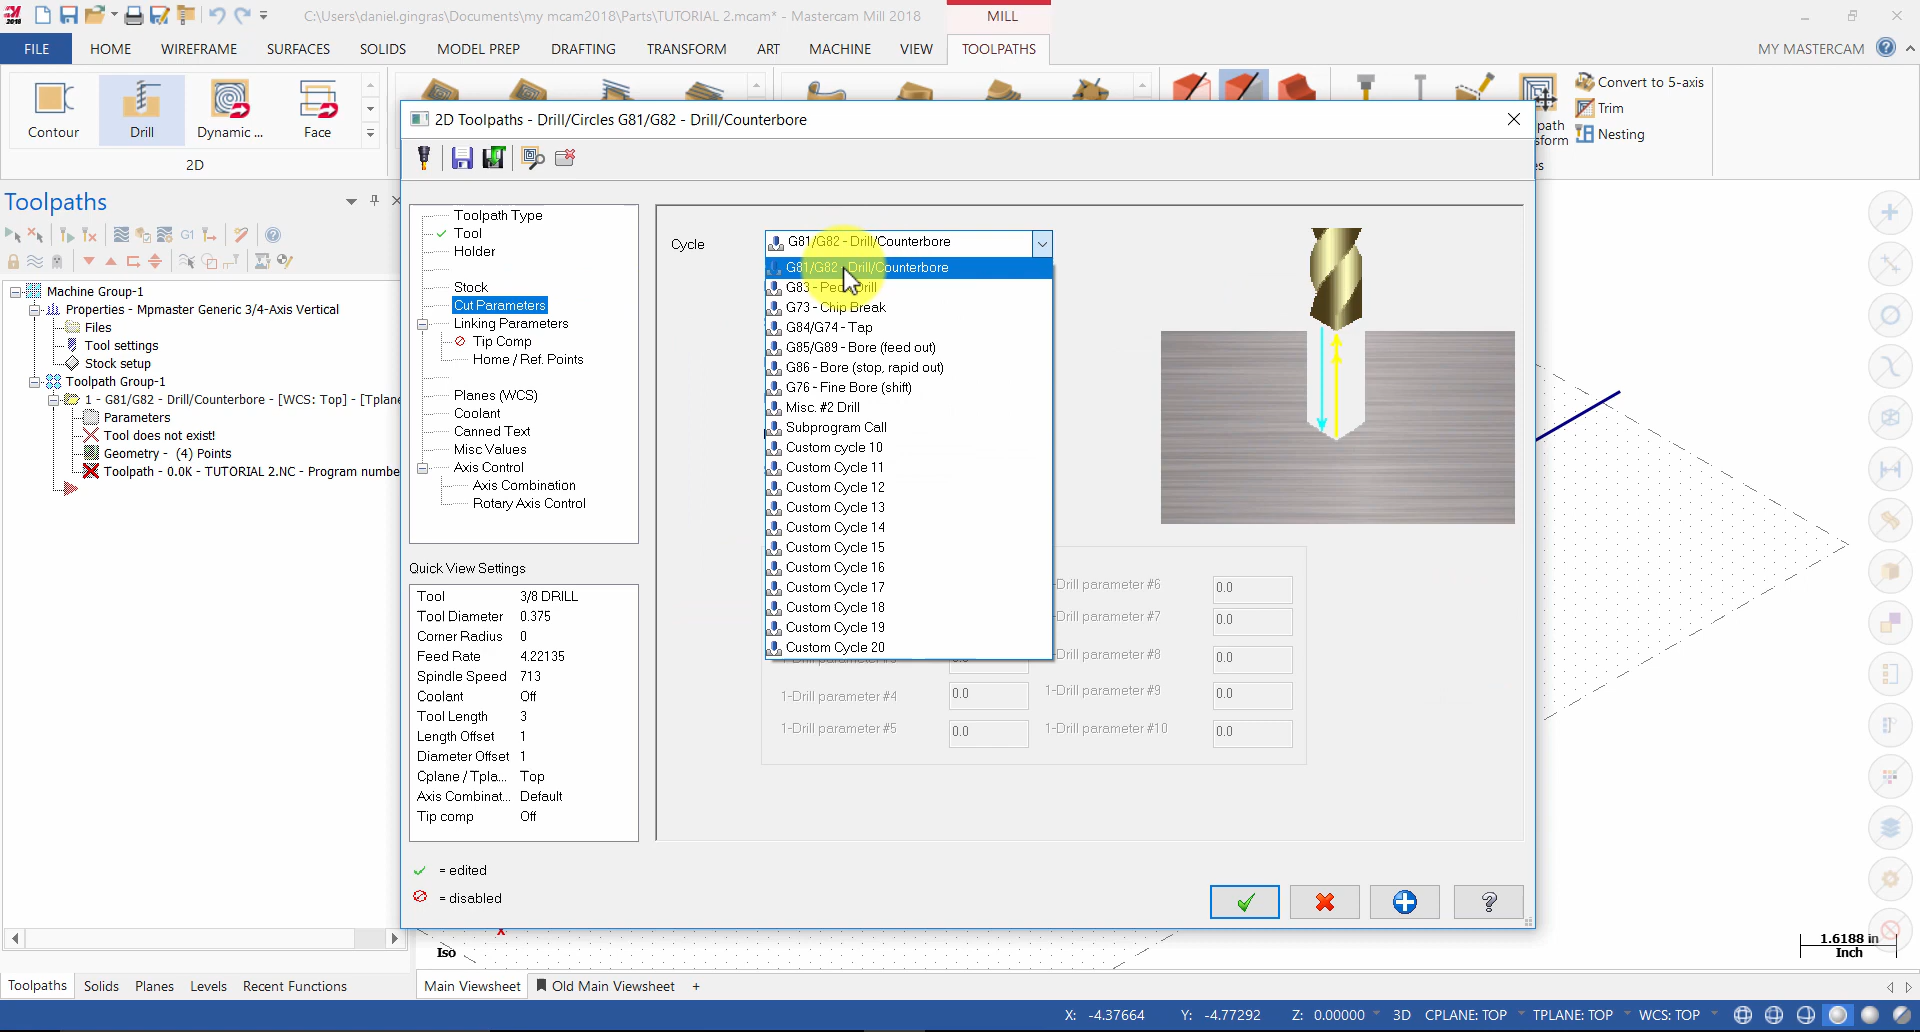 C:\Users\daniel.gingras\Documents\my mcam2018\Parts\TUTORIAL 2.mcam* - Mastercam Mill 2018
MILL
FILE HOME WIREFRAME SURFACES SOLIDS MODEL PREP DRAFTING TRANSFORM ART MACHINE VIEW TOOLPATHS MY MASTERCAM
Contour
Drill
Dynamic ...
Face
2D
Convert to 5-axis
Trim
Nesting
2D Toolpaths - Drill/Circles G81/G82 - Drill/Counterbore
Toolpaths
Machine Group-1
Properties - Mpmaster Generic 3/4-Axis Vertical
Files
Tool settings
Stock setup
Toolpath Group-1
1 - G81/G82 - Drill/Counterbore - [WCS: Top] - [Tplane
Parameters
Tool does not exist!
Geometry - (4) Points
Toolpath - 0.0K - TUTORIAL 2.NC - Program numbe
Toolpath Type
Tool
Holder
Stock
Cut Parameters
Linking Parameters
Tip Comp
Home / Ref. Points
Planes (WCS)
Coolant
Canned Text
Misc Values
Axis Control
Axis Combination
Rotary Axis Control
Quick View Settings
Tool 3/8 DRILL
Tool Diameter 0.375
Corner Radius 0
Feed Rate 4.22135
Spindle Speed 713
Coolant Off
Tool Length 3
Length Offset 1
Diameter Offset 1
Cplane / Tpla... Top
Axis Combinat... Default
Tip comp Off
= edited
= disabled
Cycle
G81/G82 - Drill/Counterbore
G81/G82 - Drill/Counterbore
G83 - Peck Drill
G73 - Chip Break
G84/G74 - Tap
G85/G89 - Bore (feed out)
G86 - Bore (stop, rapid out)
G76 - Fine Bore (shift)
Misc. #2 Drill
Subprogram Call
Custom cycle 10
Custom Cycle 11
Custom Cycle 12
Custom Cycle 13
Custom Cycle 14
Custom Cycle 15
Custom Cycle 16
Custom Cycle 17
Custom Cycle 18
Custom Cycle 19
Custom Cycle 20
-Drill parameter #6 0.0
-Drill parameter #7 0.0
-Drill parameter #8 0.0
1-Drill parameter #4 0.0 1-Drill parameter #9 0.0
1-Drill parameter #5 0.0 1-Drill parameter #10 0.0
Iso
1.6188 in
Inch
Toolpaths Solids Planes Levels Recent Functions
Main Viewsheet Old Main Viewsheet +
X: -4.37664 Y: -4.77292 Z: 0.00000 3D CPLANE: TOP TPLANE: TOP WCS: TOP